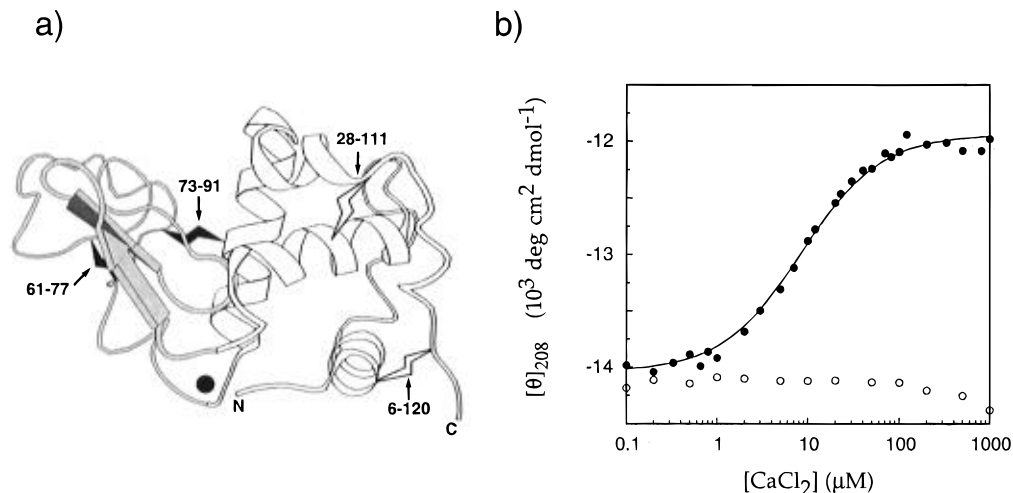 a)
28-111
73-91
61-77
N
6-120
C
b)
[θ]208 (10³ deg cm² dmol⁻¹)
-12
-13
-14
0.1 1 10 100 1000
[CaCl₂] (μM)